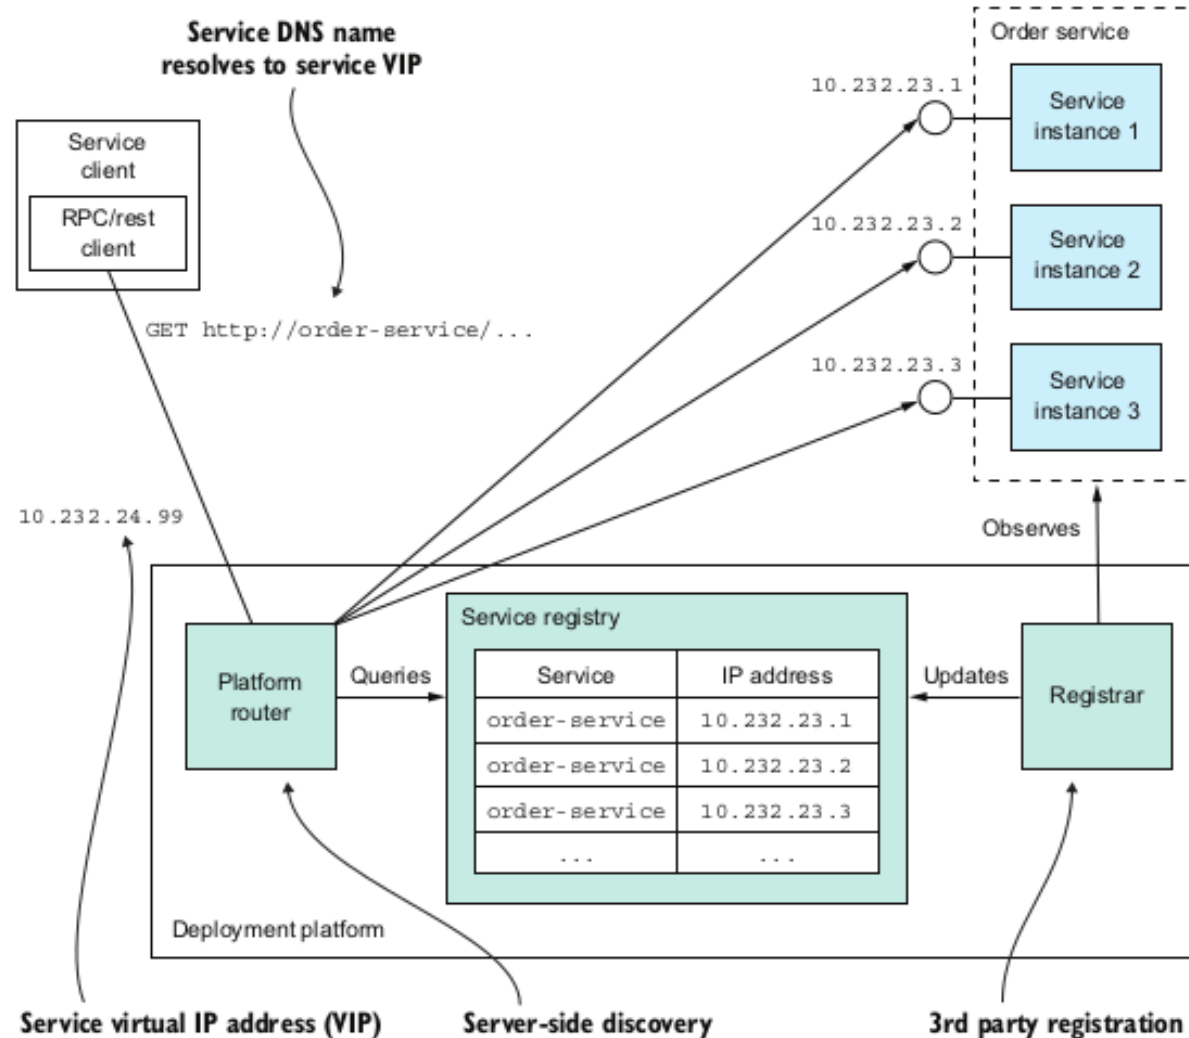 Service DNS name
resolves to service VIP
Order service
10.232.23.1
Service
instance 1
Service
client
RPC/rest
client
10.232.23.2
Service
instance 2
GET http://order-service/...
10.232.23.3
Service
instance 3
10.232.24.99
Observes
Service registry
Platform
router
Queries
Service IP address
order-service 10.232.23.1
order-service 10.232.23.2
order-service 10.232.23.3
... ...
Updates
Registrar
Deployment platform
Service virtual IP address (VIP)
Server-side discovery
3rd party registration